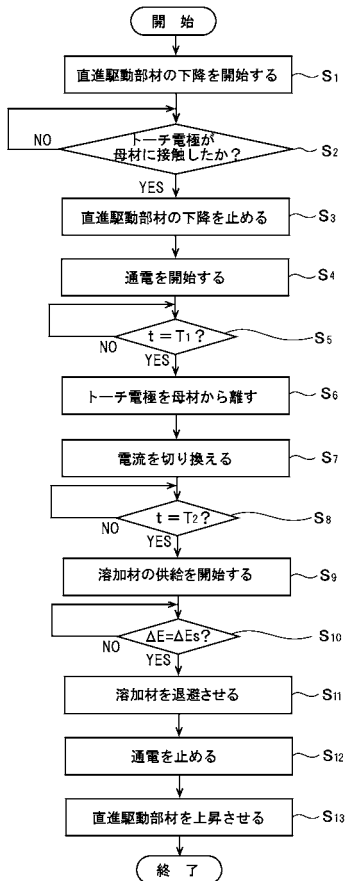 開 始
直進駆動部材の下降を開始する
S1
トーチ電極が
母材に接触したか?
NO
S2
YES
直進駆動部材の下降を止める
S3
通電を開始する
S4
t=T1?
S5
NO
YES
トーチ電極を母材から離す
S6
電流を切り換える
S7
t=T2?
S8
NO
YES
溶加材の供給を開始する
S9
ΔE=ΔEs?
S10
NO
YES
溶加材を退避させる
S11
通電を止める
S12
直進駆動部材を上昇させる
S13
終 了